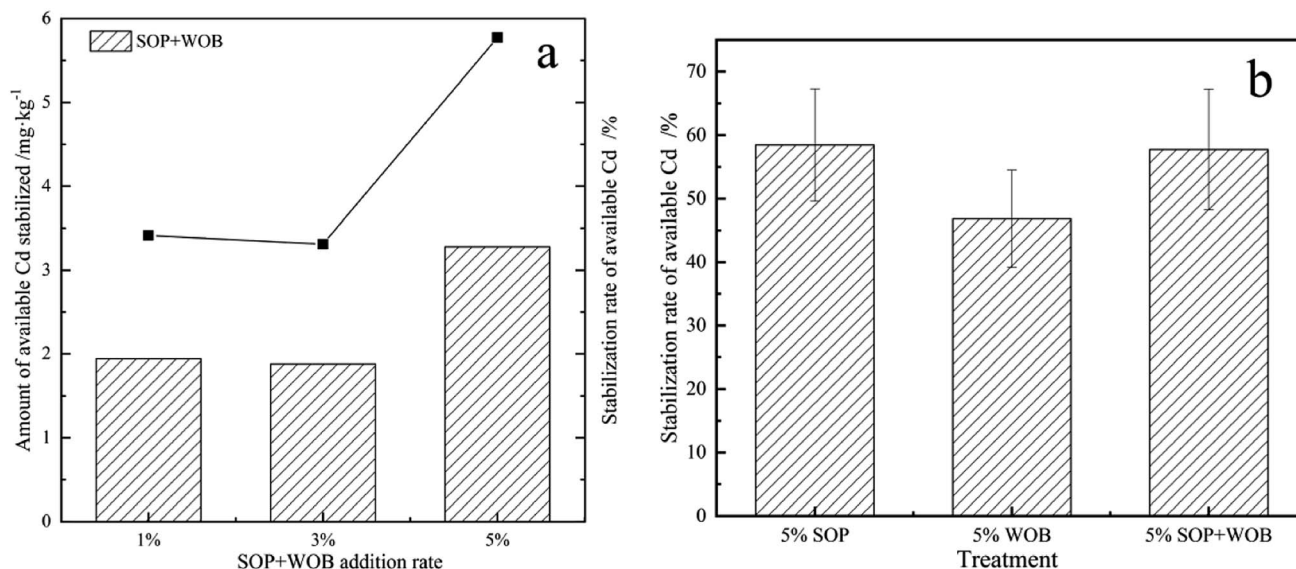 a
SOP+WOB
Amount of available Cd stabilized /mg·kg⁻¹
6
5
4
3
2
1
0
1%
3%
5%
SOP+WOB addition rate
Stabilization rate of available Cd /%
b
Stabilization rate of available Cd /%
70
60
50
40
30
20
10
0
5% SOP
5% WOB
5% SOP+WOB
Treatment